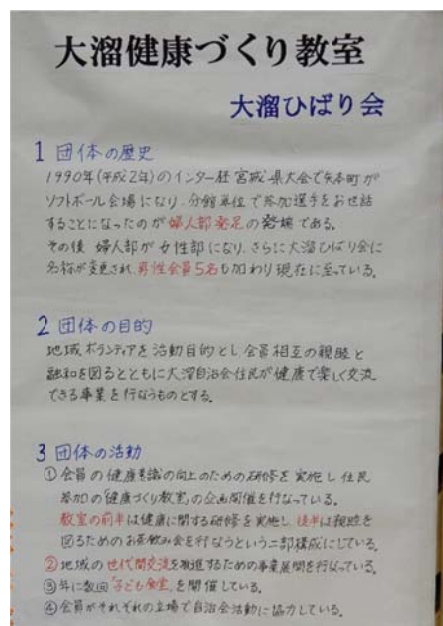 大溜健康づくり教室
大溜ひばり会
1 団体の歴史
1990年(平成2年)のインター杯宮城県大会で矢本町が
ソフトボール会場になり、分館単位で参加選手をお世話
することになったのが婦人部発足の発端である。
その後 婦人部が女性部になり、さらに大溜ひばり会に
名称が変更され、男性会員5名も加わり現在に至っている。
2 団体の目的
地域ボランティアを活動目的とし会員相互の親睦と
融和を図るとともに大溜自治会住民が健康で楽しく交流
できる事業を行なうものとする。
3 団体の活動
①会員の健康意識の向上のための研修を実施し住民
参加の「健康づくり教室」の企画開催を行なっている。
教室の前半は健康に関する研修を実施し、後半は親睦を
図るためのお茶飲み会を行なうという二部構成にしている。
②地域の世代間交流を推進するための事業展開を行なっている。
③年に数回「子ども食堂」を開催している。
④会員がそれぞれの立場で自治会活動に協力している。